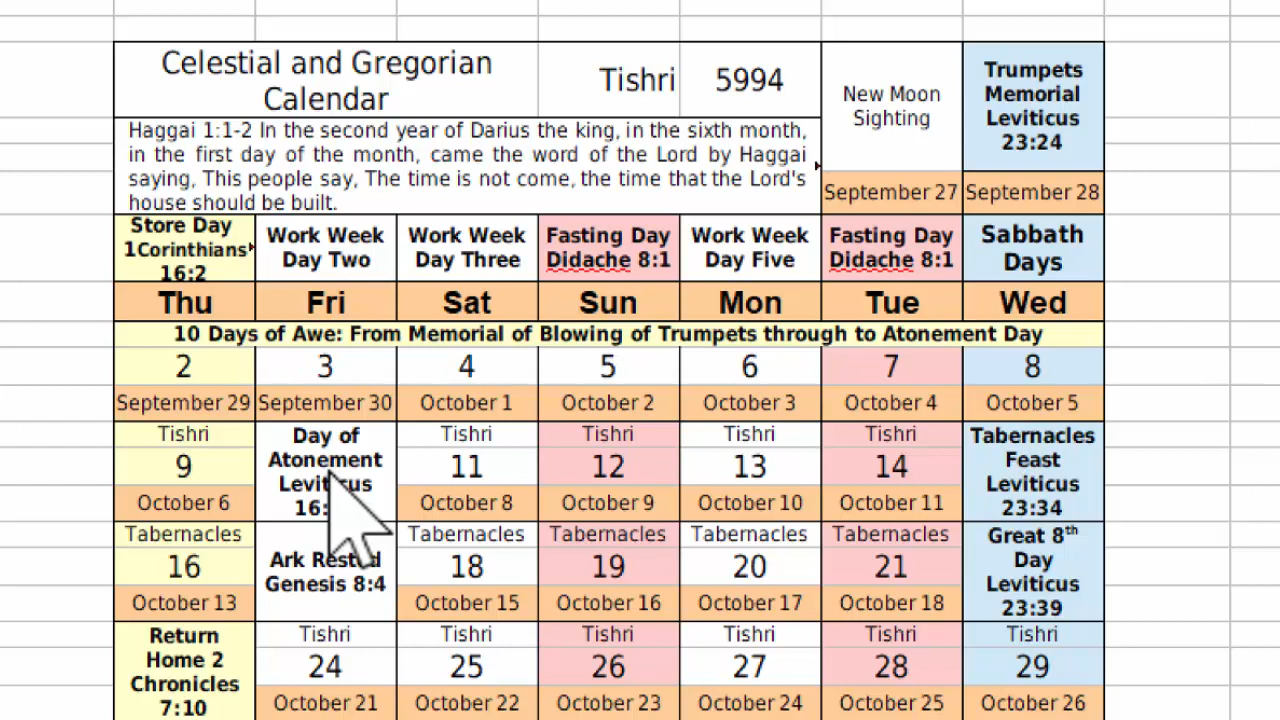 Celestial and Gregorian
Calendar
Tishri
5994
New Moon
Sighting
Trumpets
Memorial
Leviticus
23:24
Haggai 1:1-2 In the second year of Darius the king, in the sixth month,
in the first day of the month, came the word of the Lord by Haggai
saying, This people say, The time is not come, the time that the Lord's
house should be built.
September 27
September 28
Store Day
1Corinthians
16:2
Work Week
Day Two
Work Week
Day Three
Fasting Day
Didache 8:1
Work Week
Day Five
Fasting Day
Didache 8:1
Sabbath
Days
Thu Fri Sat Sun Mon Tue Wed
10 Days of Awe: From Memorial of Blowing of Trumpets through to Atonement Day
2 3 4 5 6 7 8
September 29 September 30 October 1 October 2 October 3 October 4 October 5
Tishri
9
October 6
Day of
Atonement
16:
Tishri
11
October 8
Tishri
12
October 9
Tishri
13
October 10
Tishri
14
October 11
Tabernacles
Feast
Leviticus
23:34
Tabernacles
16
October 13
Ark Rested
Genesis 8:4
Tabernacles
18
October 15
Tabernacles
19
October 16
Tabernacles
20
October 17
Tabernacles
21
October 18
Great 8th
Day
Leviticus
23:39
Return
Home 2
Chronicles
7:10
Tishri
24
October 21
Tishri
25
October 22
Tishri
26
October 23
Tishri
27
October 24
Tishri
28
October 25
Tishri
29
October 26